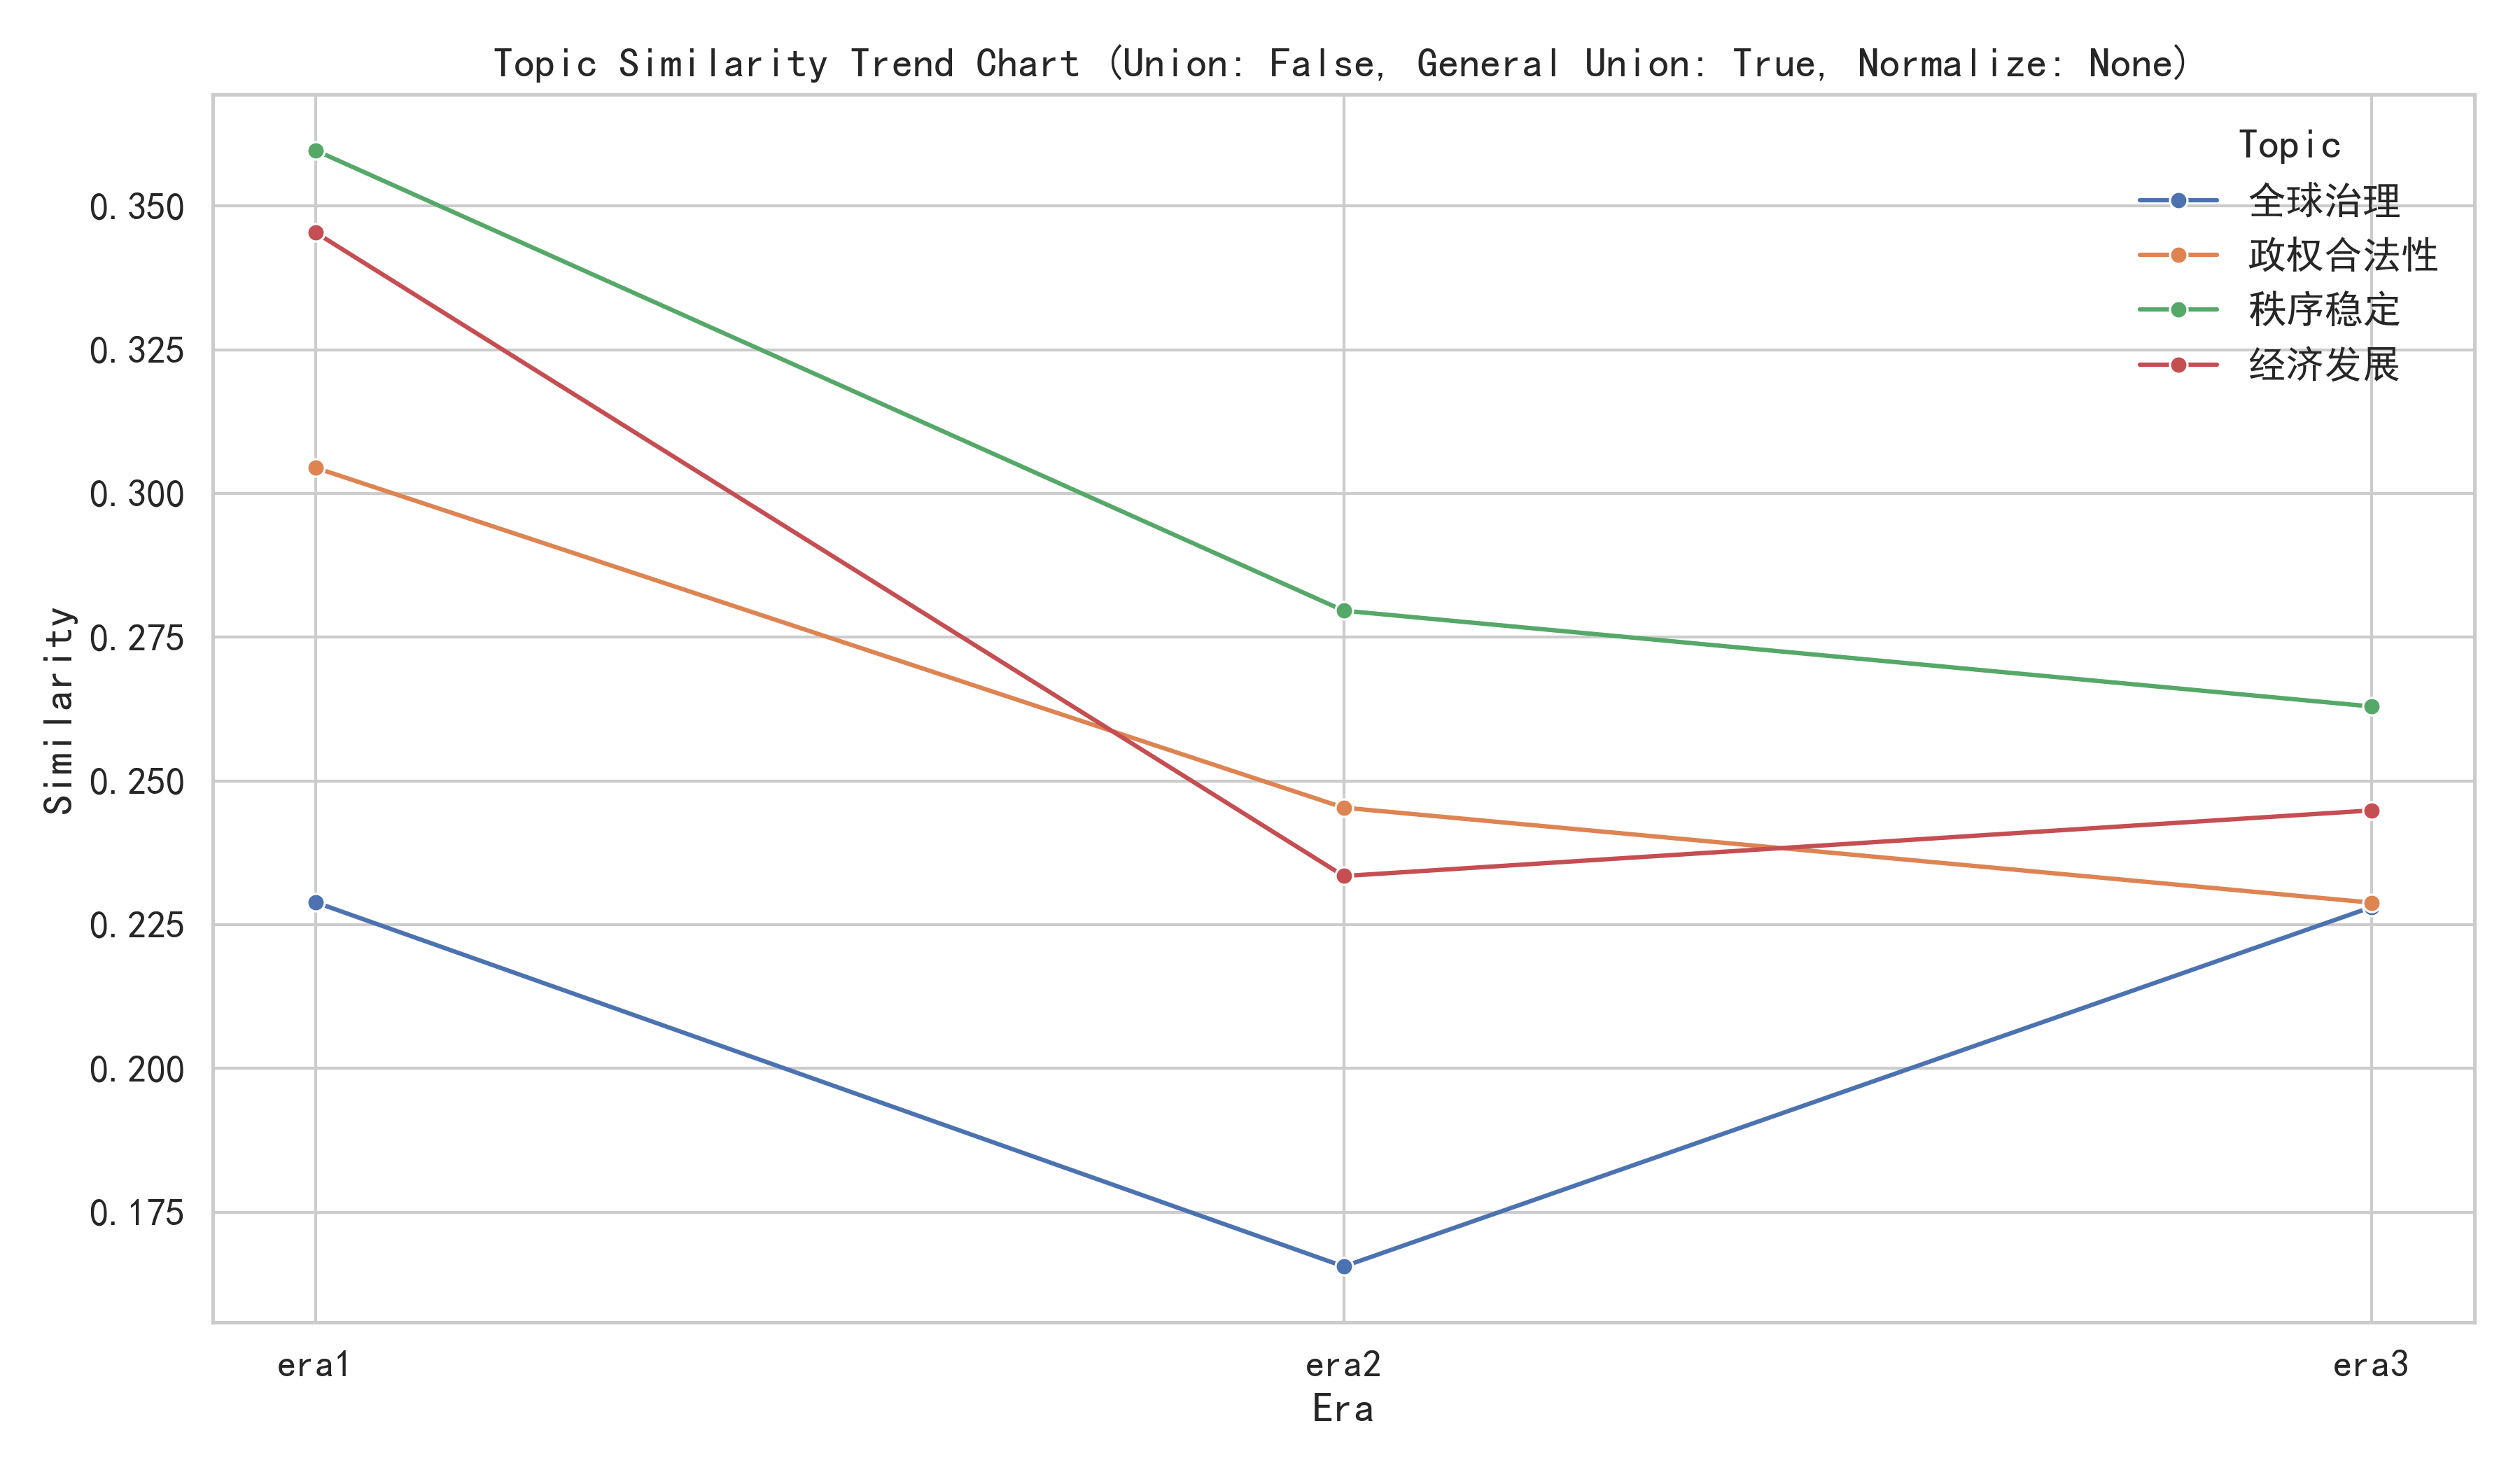 Topic Similarity Trend Chart (Union: False, General Union: True, Normalize: None)
Topic
全球治理
政权合法性
秩序稳定
经济发展
0.350
0.325
0.300
0.275
0.250
0.225
0.200
0.175
Similarity
era1
era2
era3
Era